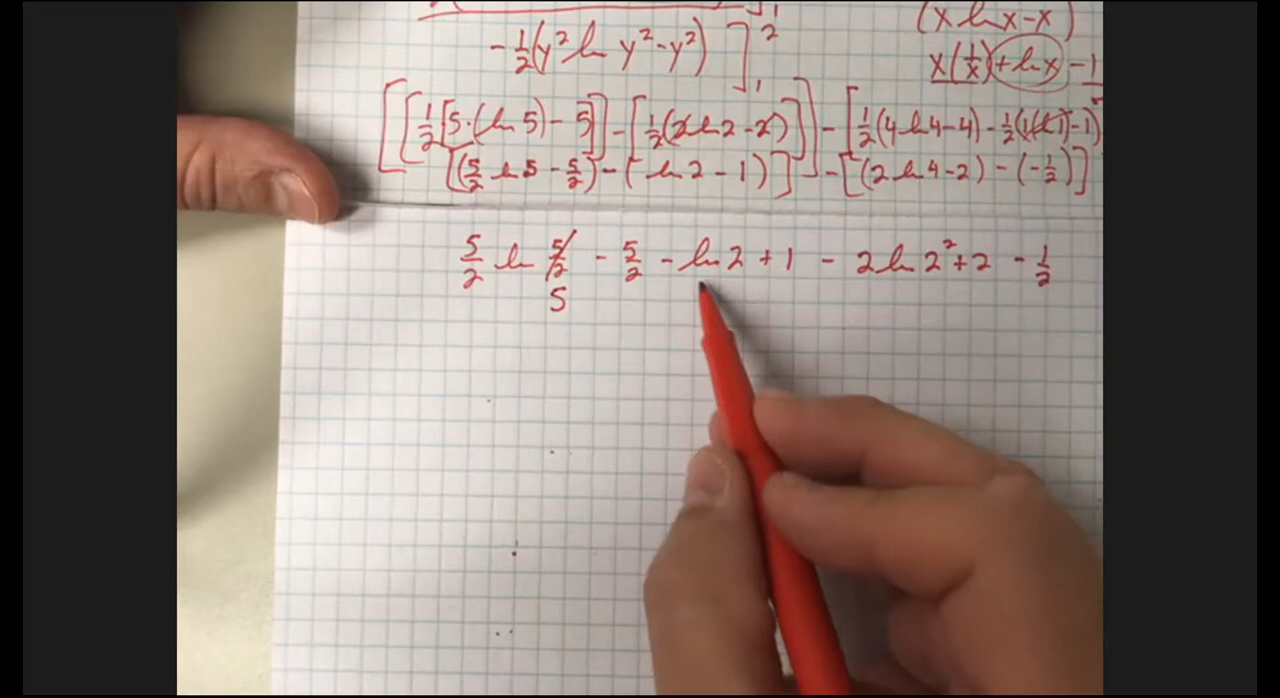 (x ln x - x)
-½(y² ln y² - y²)]₁²
x(1/x) + ln x - 1
[[½[5·(ln 5) - 5]] - [½(2 ln 2 - 2)]] - [½(4 ln 4 - 4) - ½(1(ln 1) - 1)
[(5/2 ln 5 - 5/2) - (ln 2 - 1)] - [(2 ln 4 - 2) - (-½)]
5/2 ln 5/2 - 5/2 - ln 2 + 1 - 2 ln 2² + 2 - ½
5